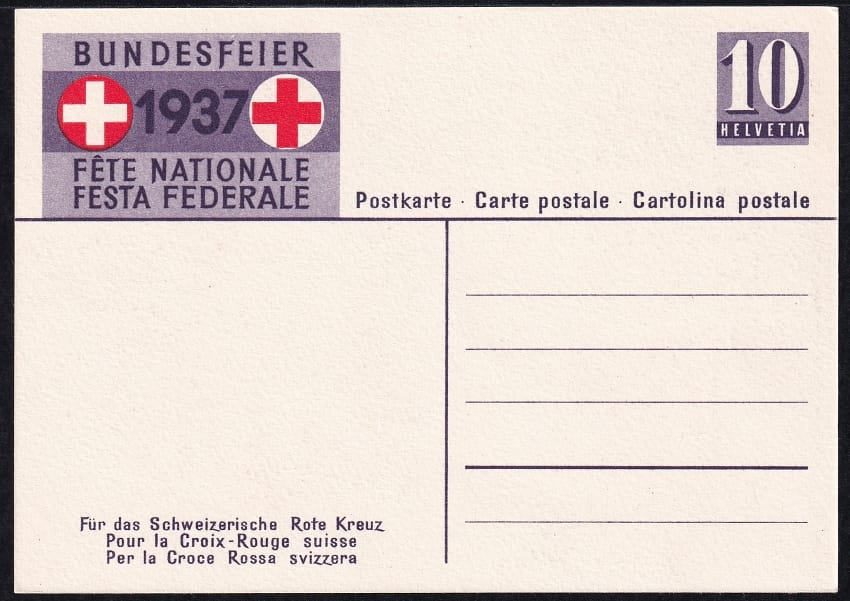 BUNDESFEIER
1937
FÊTE NATIONALE
FESTA FEDERALE
10
HELVETIA
Postkarte · Carte postale · Cartolina postale
Für das Schweizerische Rote Kreuz
Pour la Croix-Rouge suisse
Per la Croce Rossa svizzera